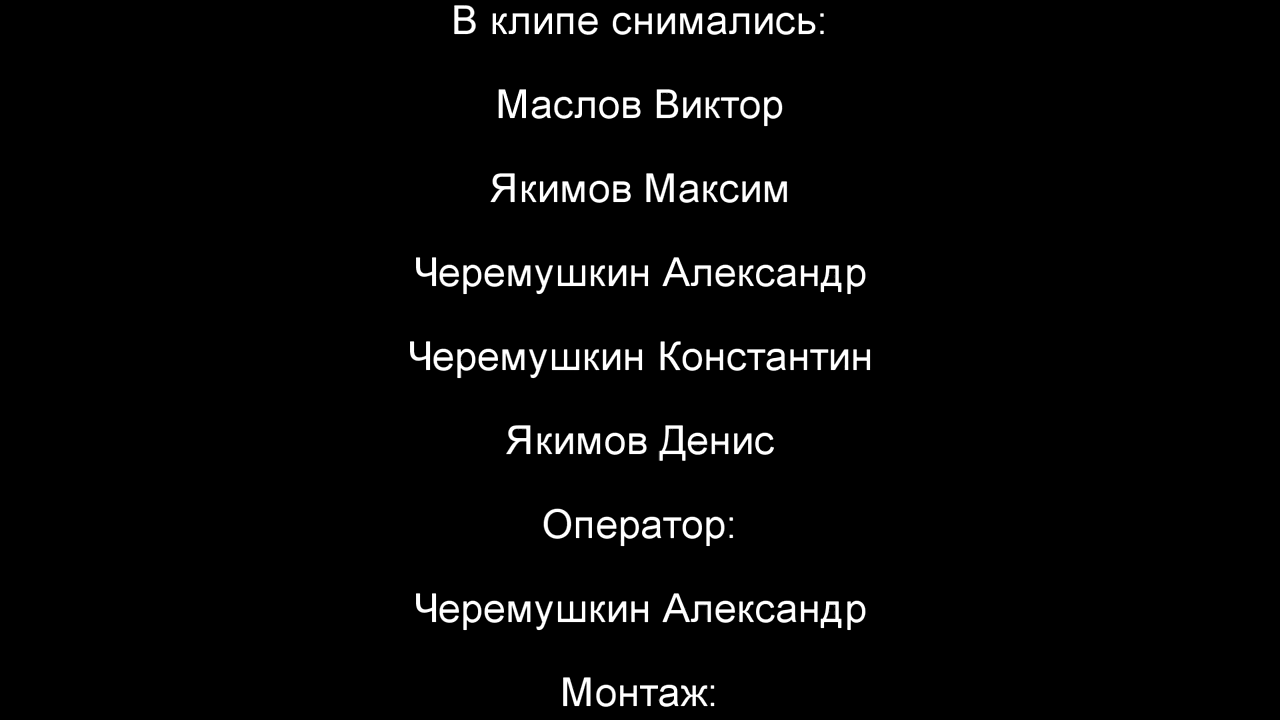 В клипе снимались:
Маслов Виктор
Якимов Максим
Черемушкин Александр
Черемушкин Константин
Якимов Денис
Оператор:
Черемушкин Александр
Монтаж: